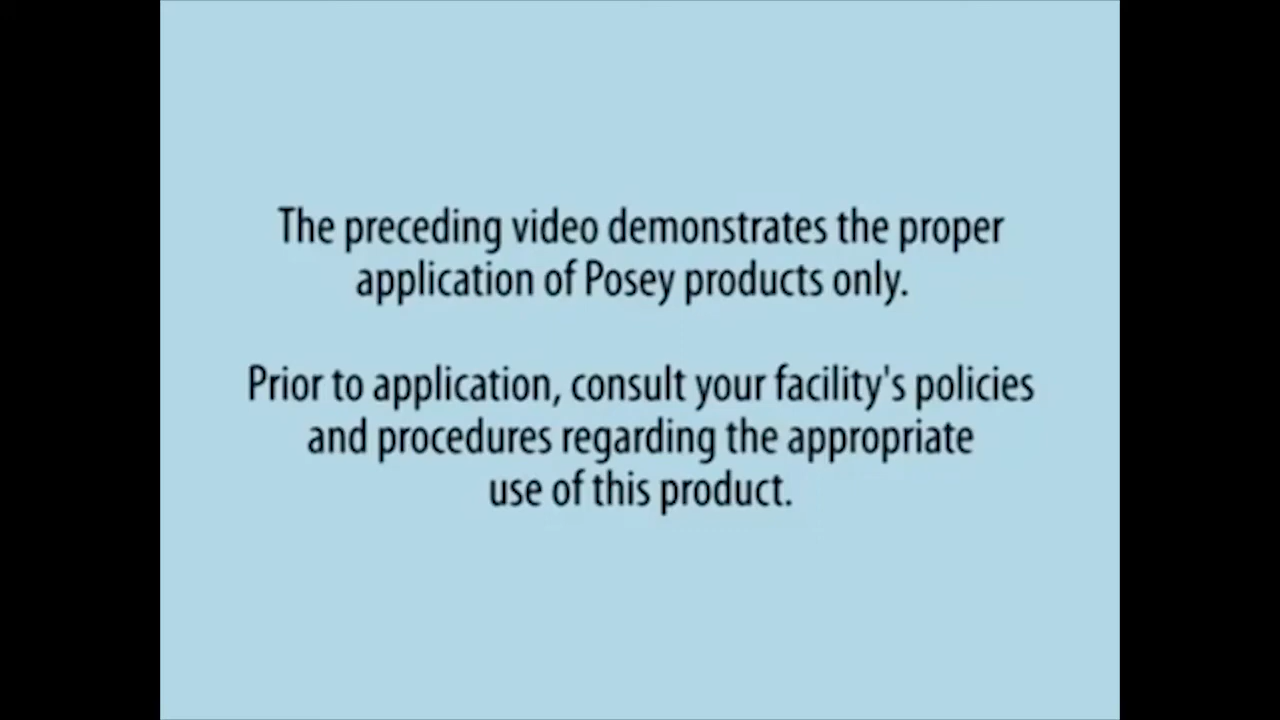 The preceding video demonstrates the proper
application of Posey products only.
Prior to application, consult your facility's policies
and procedures regarding the appropriate
use of this product.